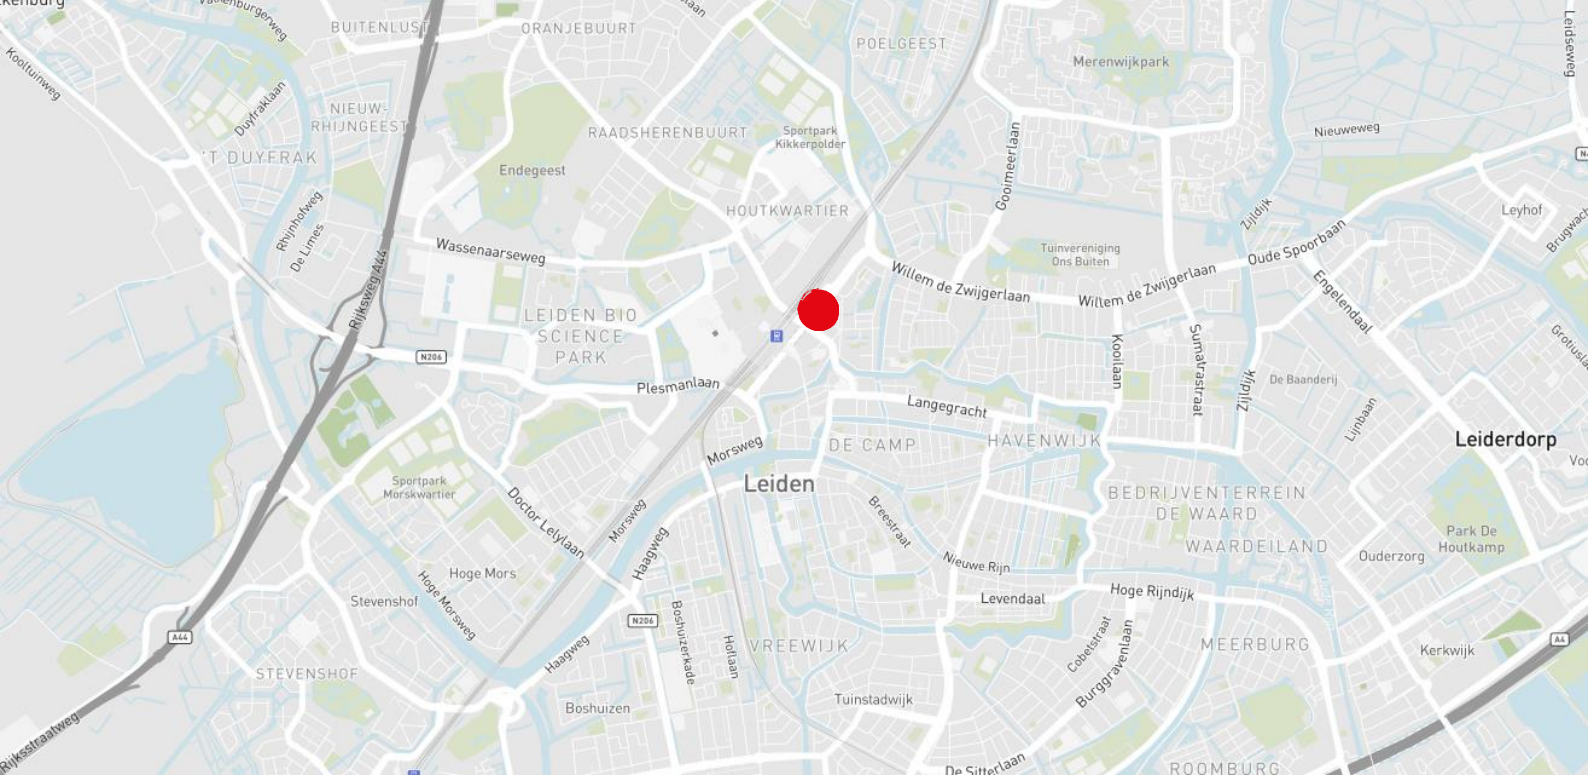 Valkenburgerweg
BUITENLUST
ORANJEBUURT
POELGEEST
Leidseweg
Merenwijkpark
Kooltuinweg
Duyfraklaan
NIEUW-
RHIJNGEEST
RAADSHERENBUURT
Sportpark
Kikkerpolder
Gooimeerlaan
Nieuweweg
'T DUYFRAK
Endegeest
Rhijnhofweg
De Limes
HOUTKWARTIER
Zijldijk
Leyhof
Wassenaarseweg
Rijksweg A44
Tuinvereniging
Ons Buiten
Oude Spoorbaan
Willem de Zwijgerlaan
Willem de Zwijgerlaan
Engelendaal
LEIDEN BIO
SCIENCE
PARK
N206
Kooilaan
Sumatrastraat
Zijldijk
De Baanderij
Plesmanlaan
Langegracht
Lijnbaan
Morsweg
DE CAMP
HAVENWIJK
Leiderdorp
Leiden
Sportpark
Morskwartier
Doctor Lelylaan
Morsweg
Breestraat
BEDRIJVENTERREIN
DE WAARD
WAARDEILAND
Park De
Houtkamp
Ouderzorg
Haagweg
Nieuwe Rijn
Hoge Mors
Hoge Morsweg
Stevenshof
Levendaal
Hoge Rijndijk
N206
A44
Boshuizerkade
Hoflaan
VREEWIJK
Cobetstraat
Burggravenlaan
MEERBURG
A4
Kerkwijk
Haagweg
STEVENSHOF
Boshuizen
Tuinstadwijk
Rijksstraatweg
De Sitterlaan
ROOMBURG